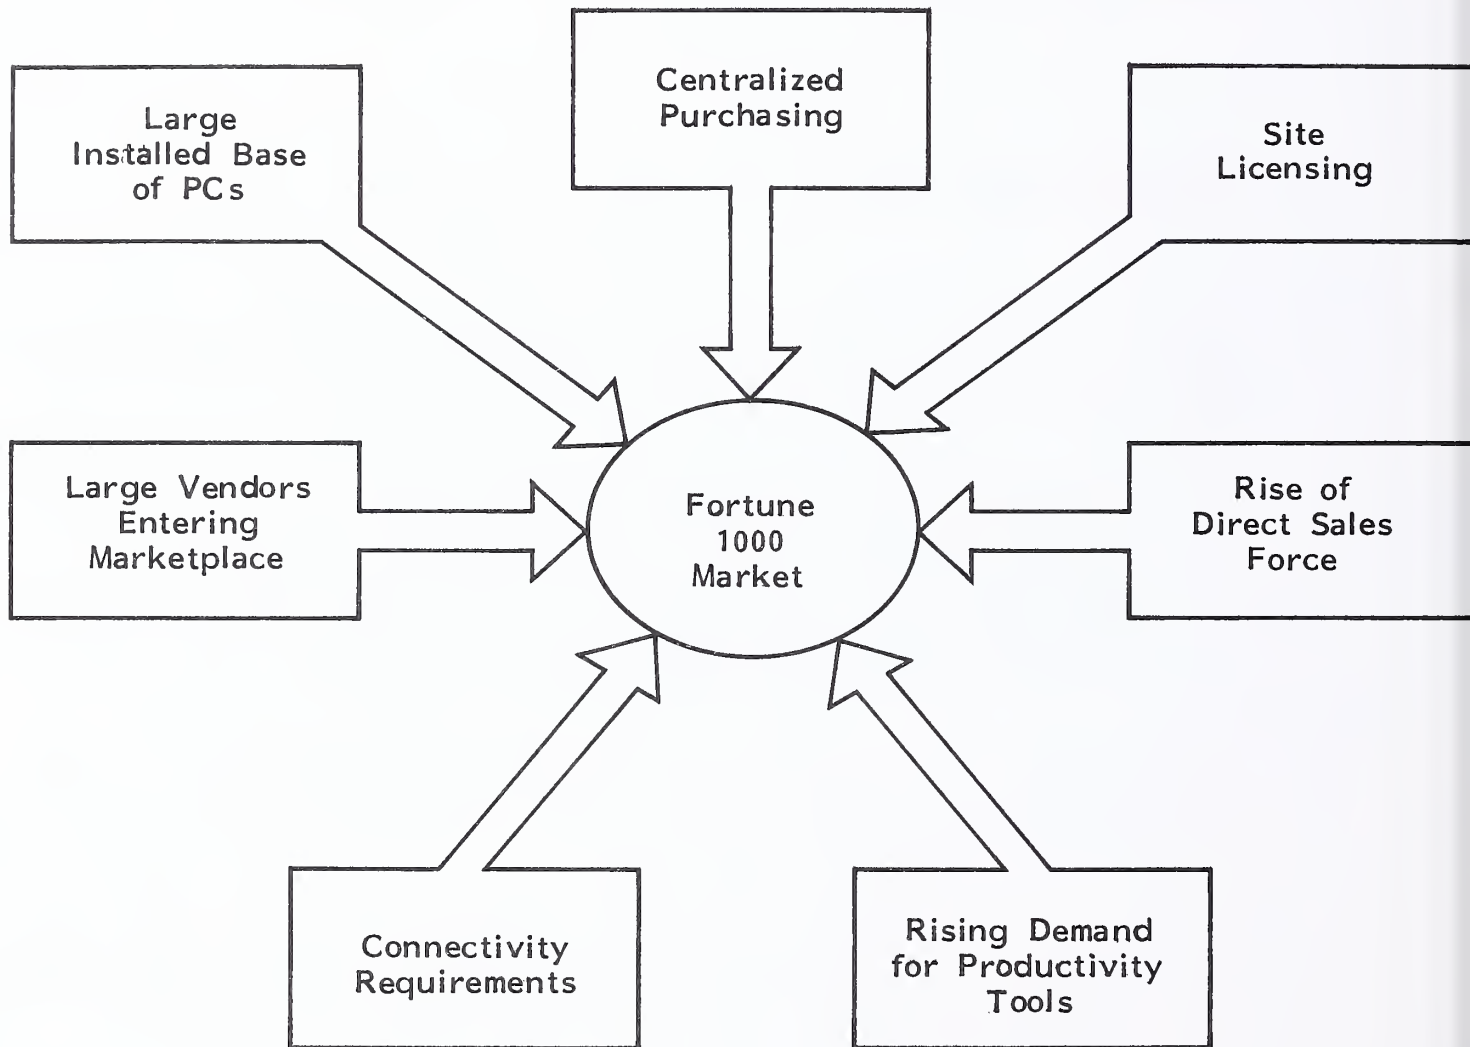 Centralized
Purchasing
Large
Installed Base
of PCs
Site
Licensing
Large Vendors
Entering
Marketplace
Fortune
1000
Market
Rise of
Direct Sales
Force
Connectivity
Requirements
Rising Demand
for Productivity
Tools